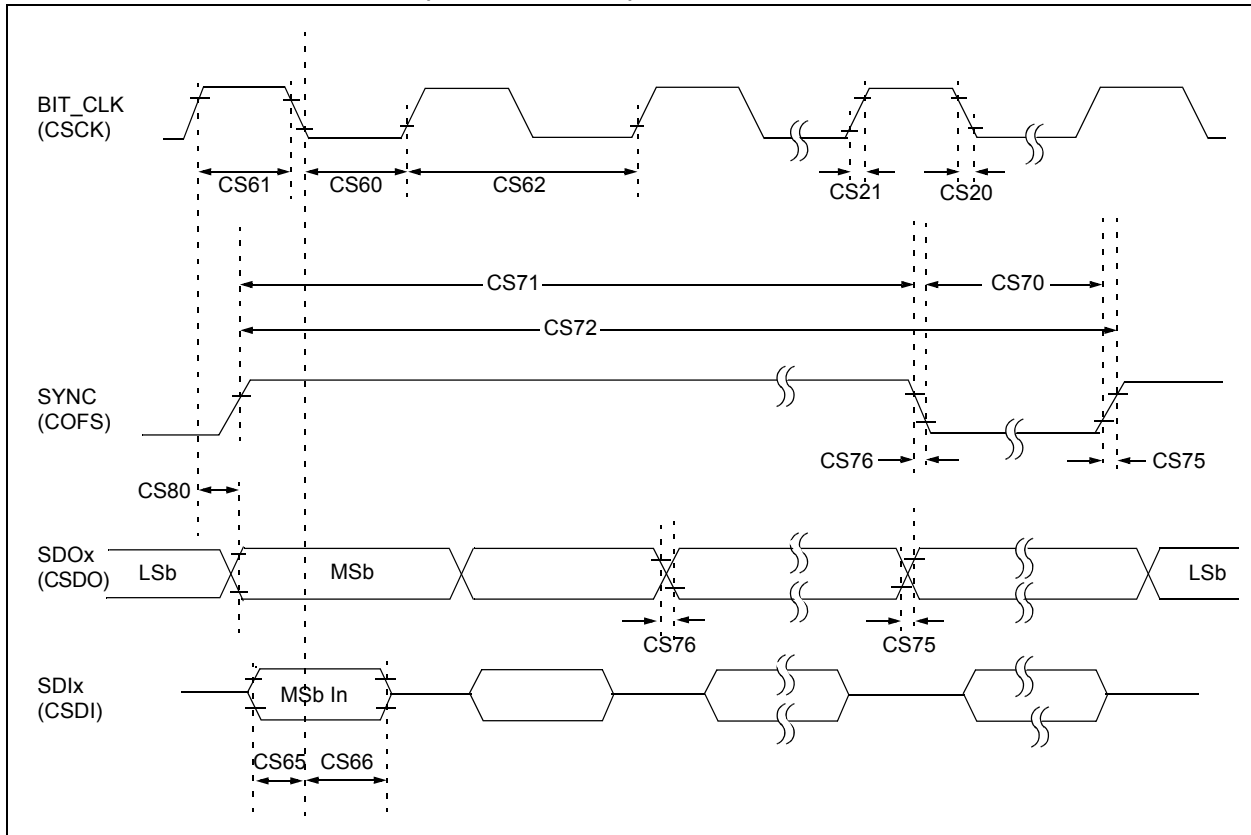 BIT_CLK
(CSCK)
CS61
CS60
CS62
CS21
CS20
CS71
CS70
CS72
SYNC
(COFS)
CS76
CS75
CS80
SDOx
(CSDO)
LSb
MSb
LSb
CS76
CS75
SDIx
(CSDI)
MSb In
CS65
CS66